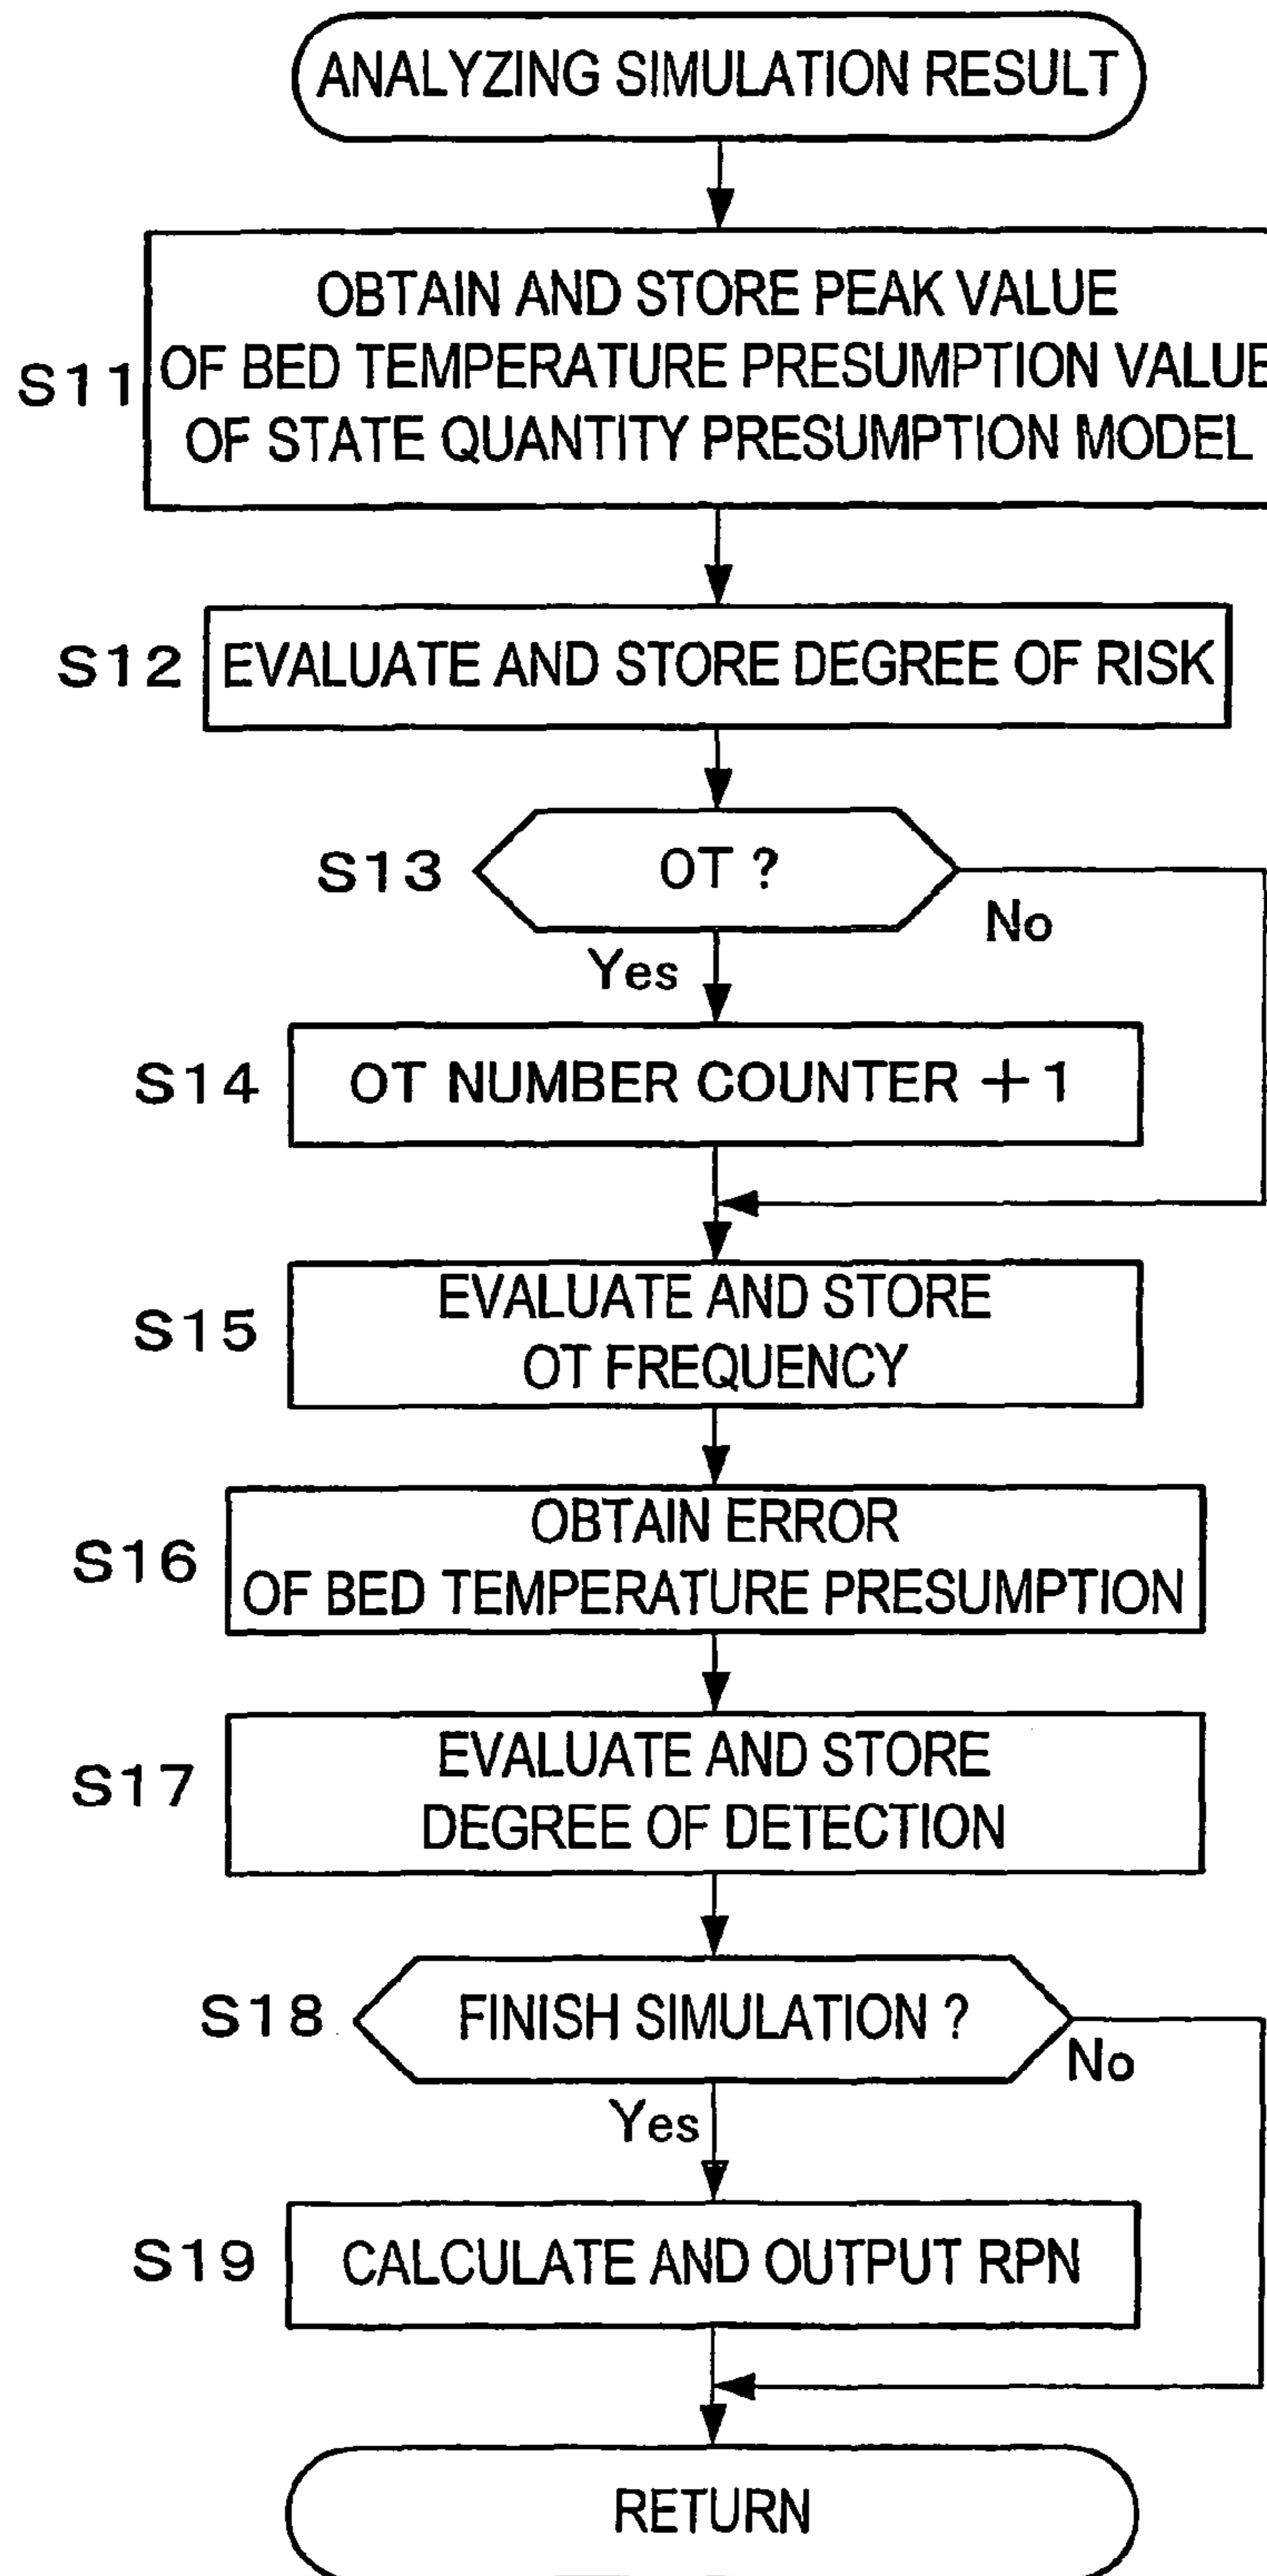 ANALYZING SIMULATION RESULT
OBTAIN AND STORE PEAK VALUE
S11 OF BED TEMPERATURE PRESUMPTION VALUE
OF STATE QUANTITY PRESUMPTION MODEL
S12 EVALUATE AND STORE DEGREE OF RISK
S13 OT ?
No
Yes
S14 OT NUMBER COUNTER +1
EVALUATE AND STORE
S15
OT FREQUENCY
OBTAIN ERROR
S16
OF BED TEMPERATURE PRESUMPTION
EVALUATE AND STORE
S17
DEGREE OF DETECTION
S18 FINISH SIMULATION ?
No
Yes
S19 CALCULATE AND OUTPUT RPN
RETURN